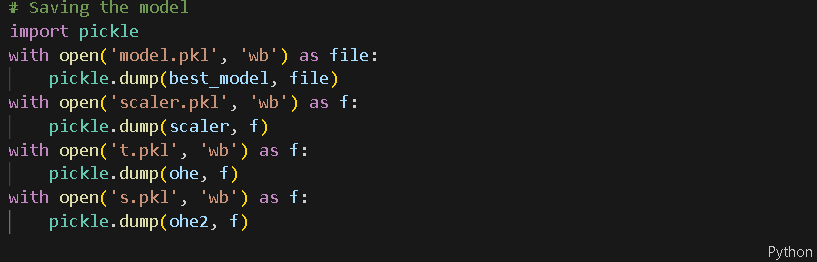 # Saving the model
import pickle
with open('model.pkl', 'wb') as file:
    pickle.dump(best_model, file)
with open('scaler.pkl', 'wb') as f:
    pickle.dump(scaler, f)
with open('t.pkl', 'wb') as f:
    pickle.dump(ohe, f)
with open('s.pkl', 'wb') as f:
    pickle.dump(ohe2, f)
Python